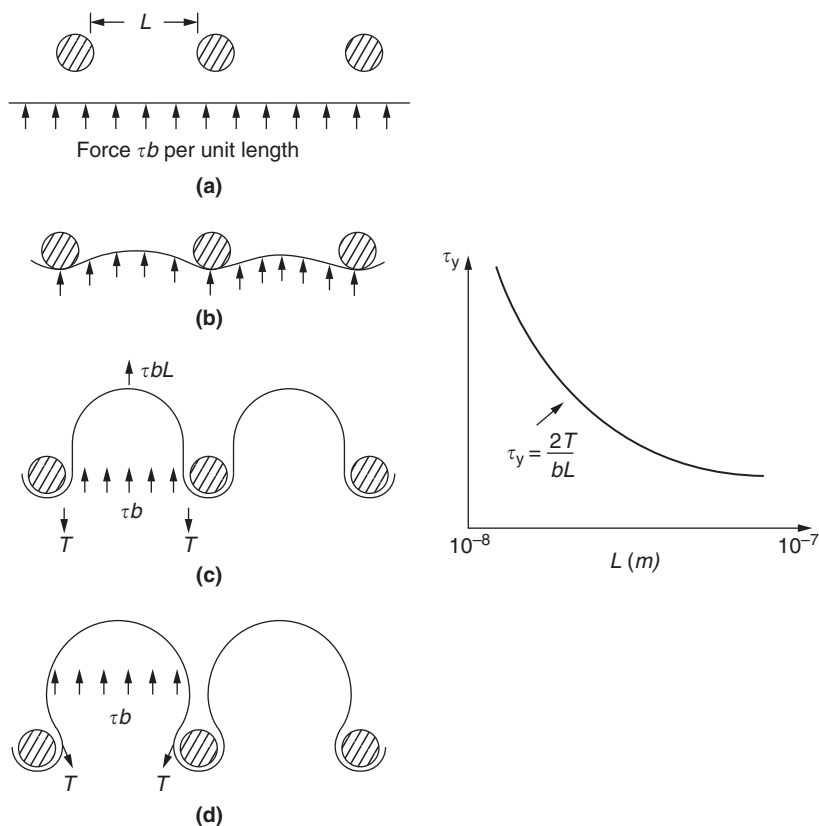 L
Force τb per unit length
(a)
(b)
τbL
τb
T T
(c)
τb
T T
(d)
τy
τy = 2T / bL
10⁻⁸ 10⁻⁷
L (m)